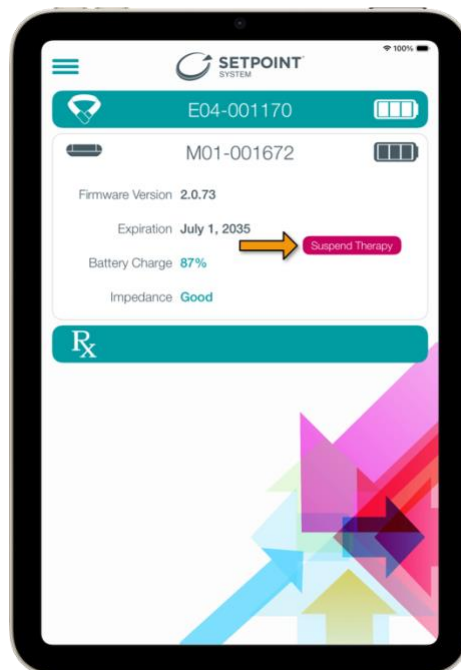 100%
SETPOINT
SYSTEM
E04-001170
M01-001672
Firmware Version 2.0.73
Expiration July 1, 2035
Suspend Therapy
Battery Charge 87%
Impedance Good
Rx